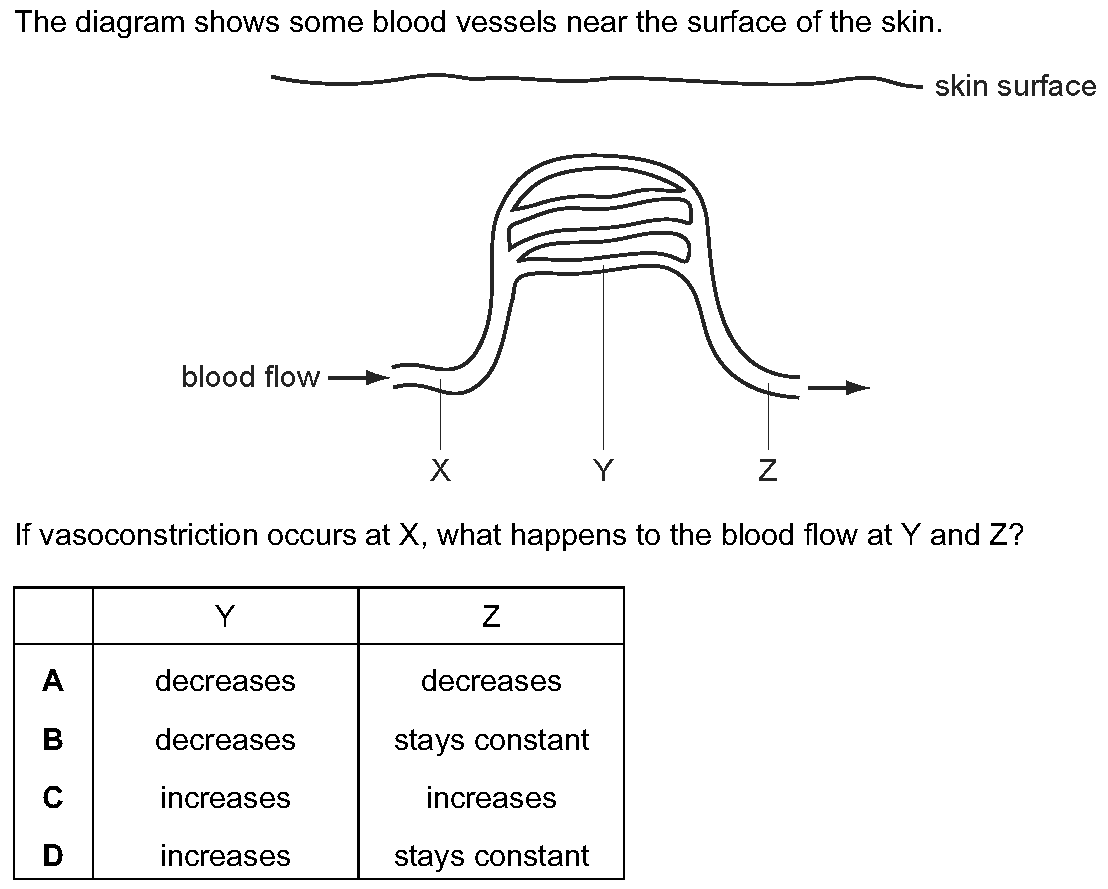 The diagram shows some blood vessels near the surface of the skin.
skin surface
blood flow
X Y Z
If vasoconstriction occurs at X, what happens to the blood flow at Y and Z?
Y Z
A decreases decreases
B decreases stays constant
C increases increases
D increases stays constant